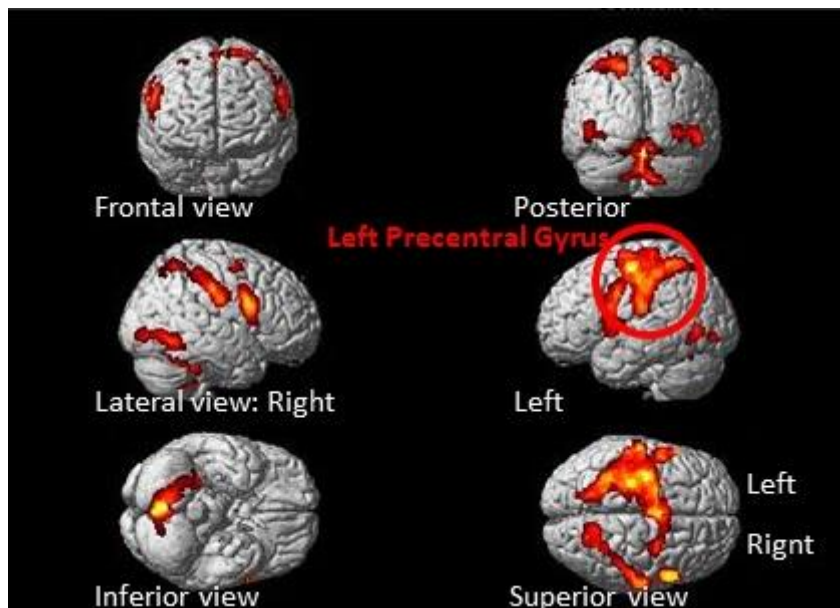 Frontal view
Posterior
Left Precentral Gyrus
Lateral view: Right
Left
Left
Rignt
Inferior view
Superior view